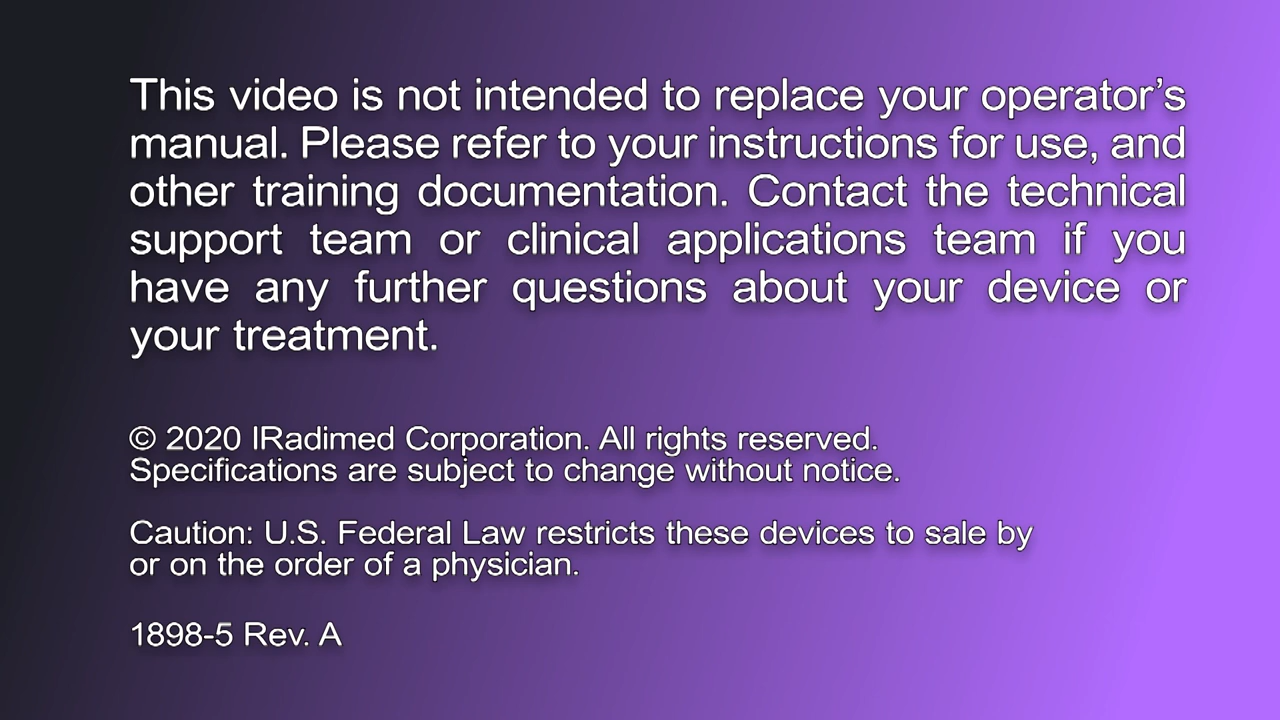 This video is not intended to replace your operator’s
manual. Please refer to your instructions for use, and
other training documentation. Contact the technical
support team or clinical applications team if you
have any further questions about your device or
your treatment.
© 2020 IRadimed Corporation. All rights reserved.
Specifications are subject to change without notice.
Caution: U.S. Federal Law restricts these devices to sale by
or on the order of a physician.
1898-5 Rev. A